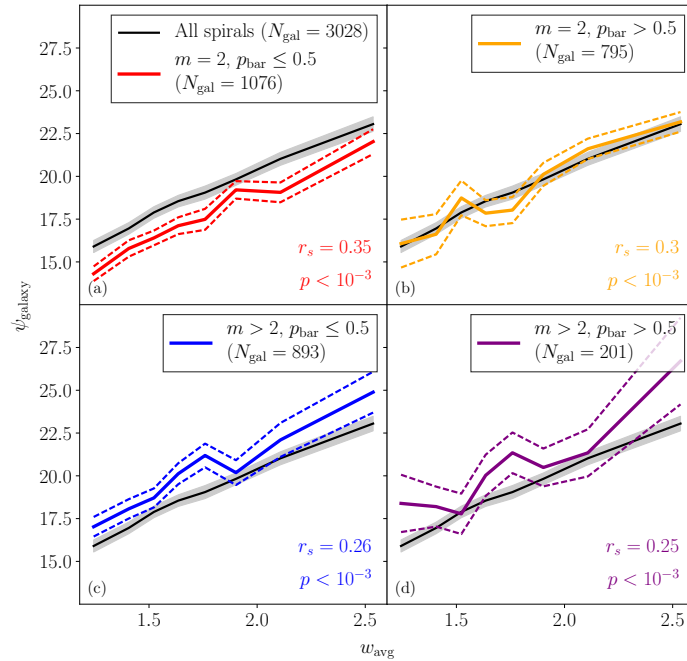 All spirals (N_gal = 3028)
m = 2, p_bar ≤ 0.5
(N_gal = 1076)
m = 2, p_bar > 0.5
(N_gal = 795)
25.0
22.5
20.0
17.5
15.0
r_s = 0.35
p < 10^-3
(a)
r_s = 0.3
p < 10^-3
(b)
ψ_galaxy
m > 2, p_bar ≤ 0.5
(N_gal = 893)
m > 2, p_bar > 0.5
(N_gal = 201)
25.0
22.5
20.0
17.5
15.0
r_s = 0.26
p < 10^-3
(c)
r_s = 0.25
p < 10^-3
(d)
1.5 2.0 2.5 1.5 2.0 2.5
w_avg